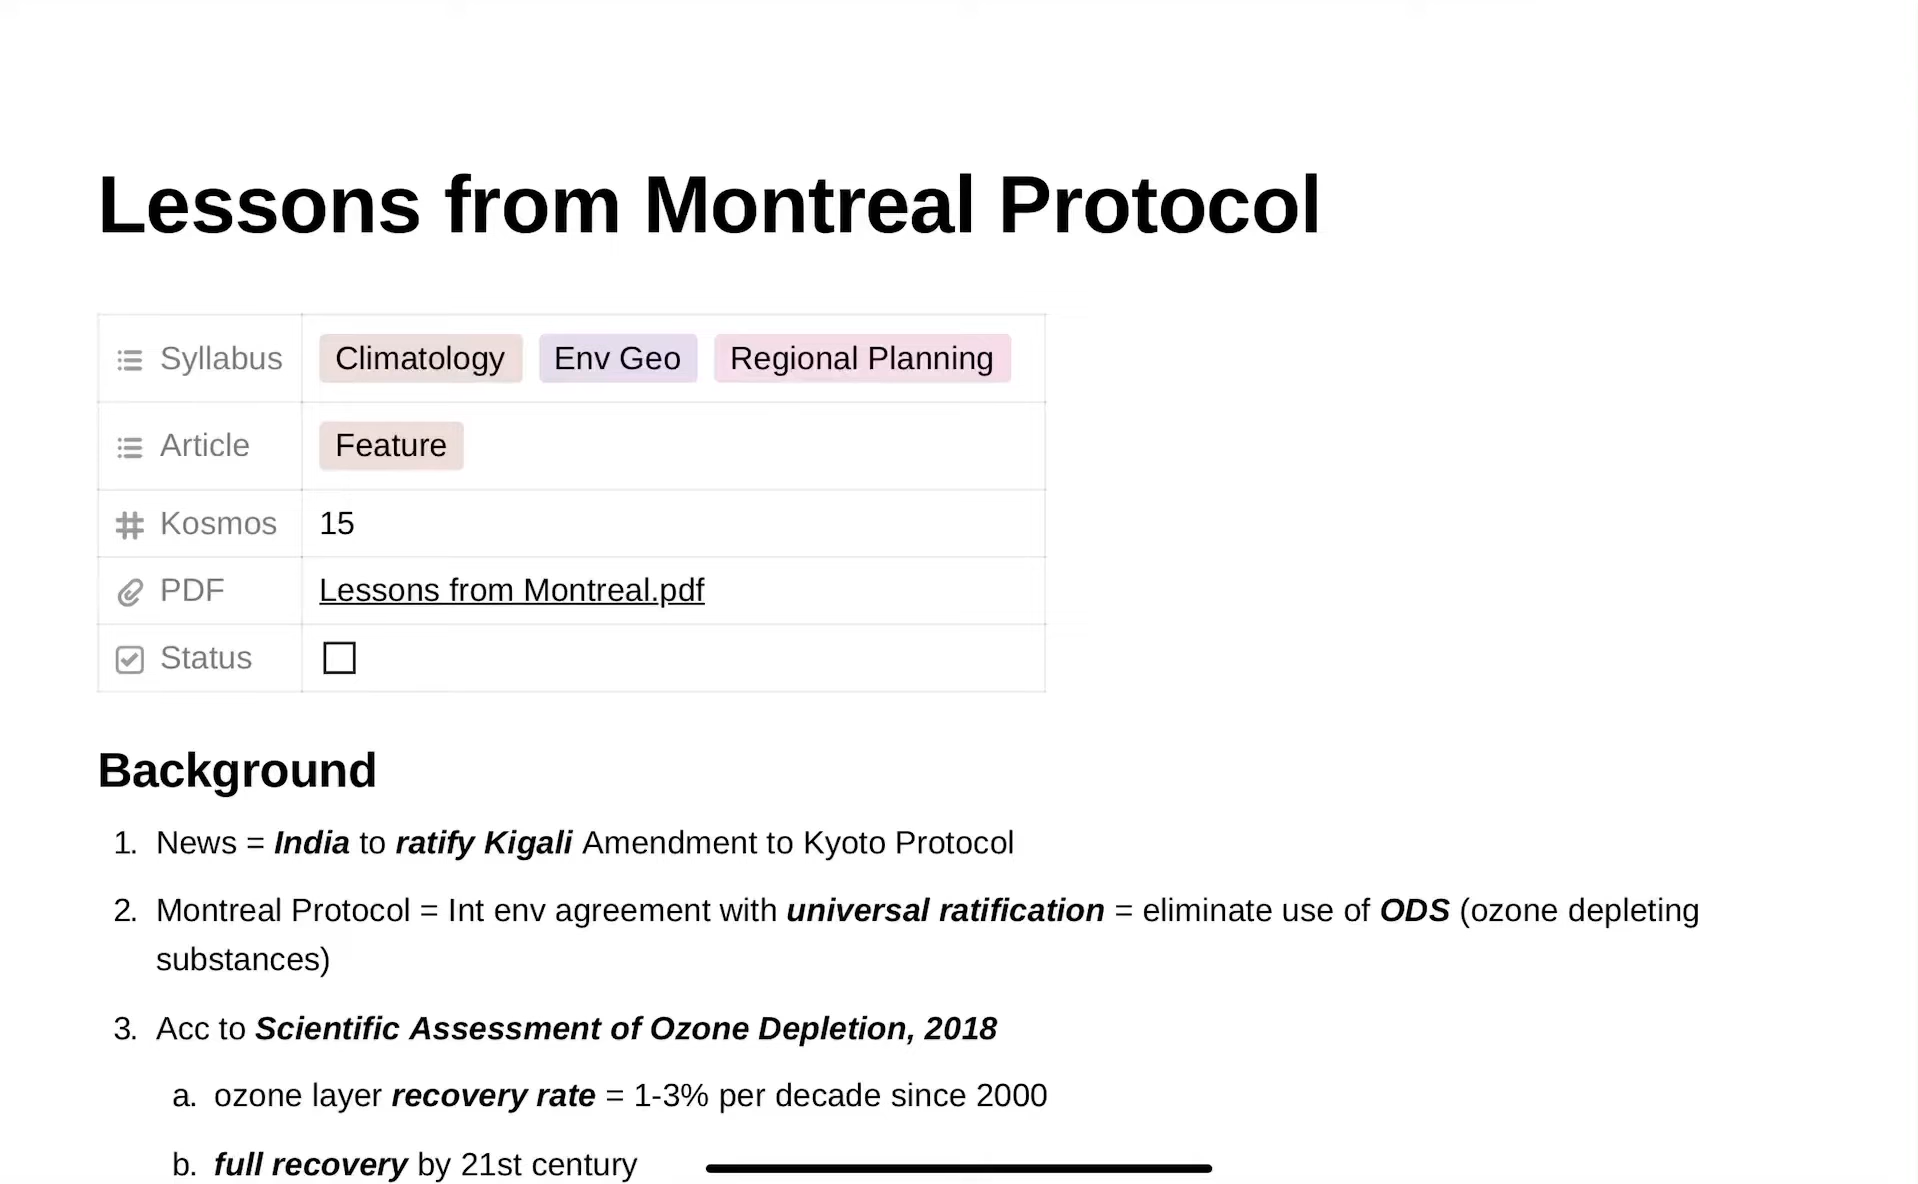 Lessons from Montreal Protocol
Syllabus Climatology Env Geo Regional Planning
Article Feature
Kosmos 15
PDF Lessons from Montreal.pdf
Status
Background
1. News = India to ratify Kigali Amendment to Kyoto Protocol
2. Montreal Protocol = Int env agreement with universal ratification = eliminate use of ODS (ozone depleting
substances)
3. Acc to Scientific Assessment of Ozone Depletion, 2018
a. ozone layer recovery rate = 1-3% per decade since 2000
b. full recovery by 21st century